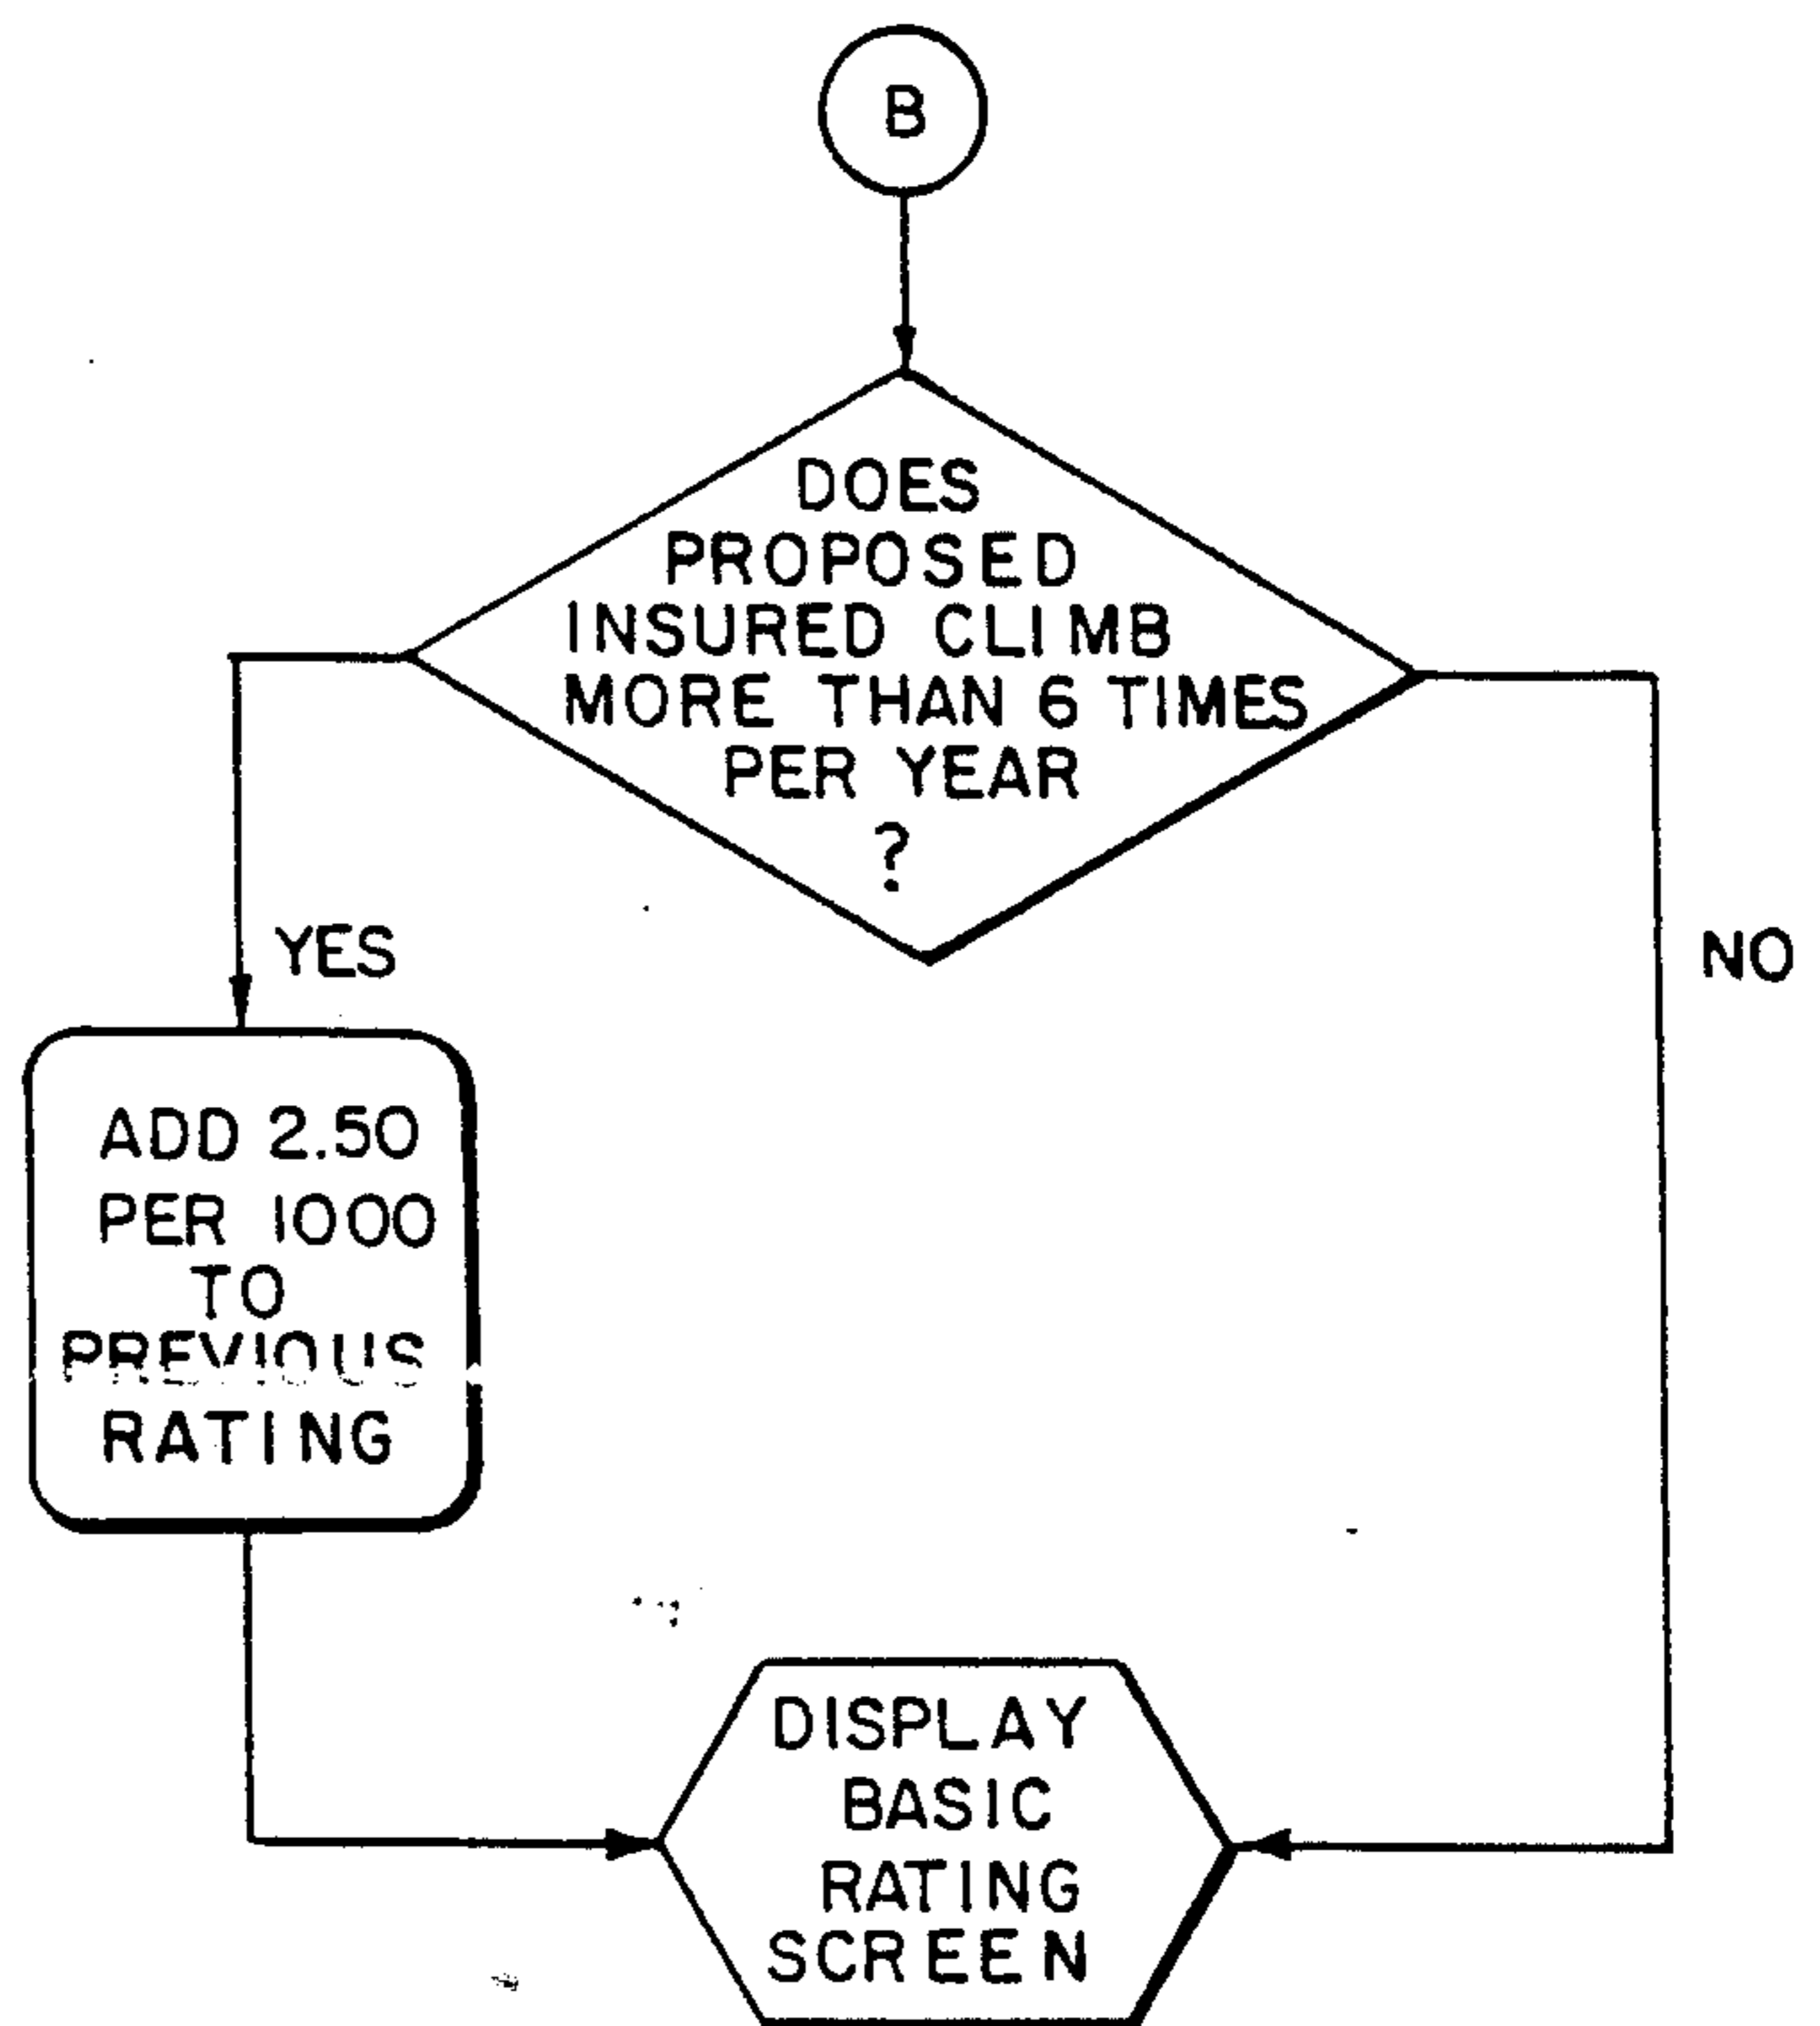 B
DOES
PROPOSED
INSURED CLIMB
MORE THAN 6 TIMES
PER YEAR
?
YES
NO
ADD 2.50
PER 1000
TO
PREVIOUS
RATING
DISPLAY
BASIC
RATING
SCREEN